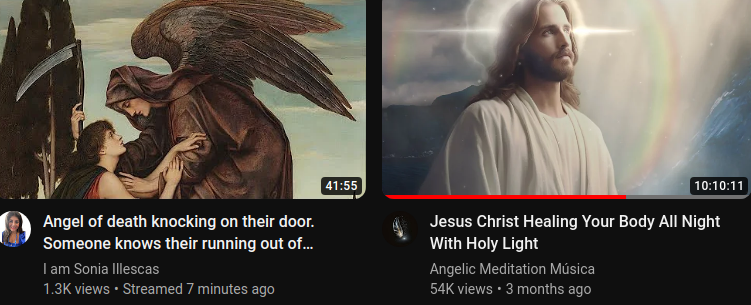 41:55
10:10:11
Angel of death knocking on their door.
Someone knows their running out of…
I am Sonia Illescas
1.3K views • Streamed 7 minutes ago
Jesus Christ Healing Your Body All Night
With Holy Light
Angelic Meditation Música
54K views • 3 months ago